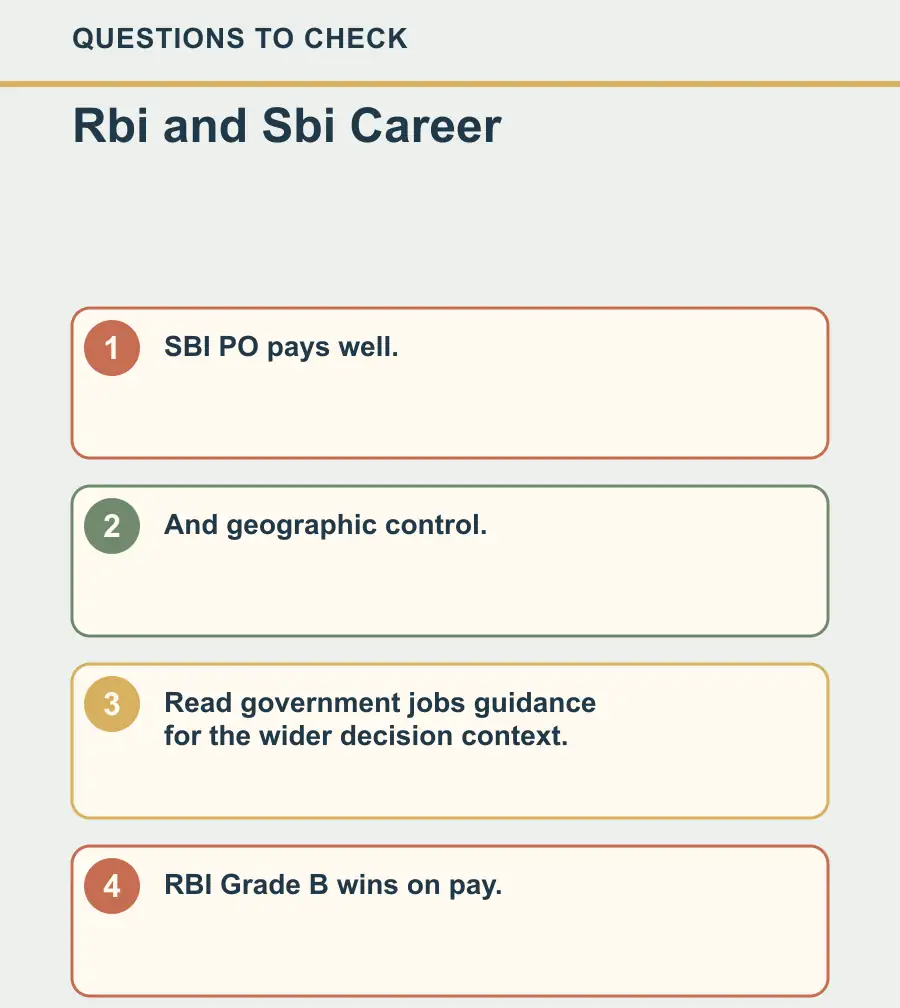 QUESTIONS TO CHECK
Rbi and Sbi Career
1
SBI PO pays well.
2
And geographic control.
3
Read government jobs guidance
for the wider decision context.
4
RBI Grade B wins on pay.